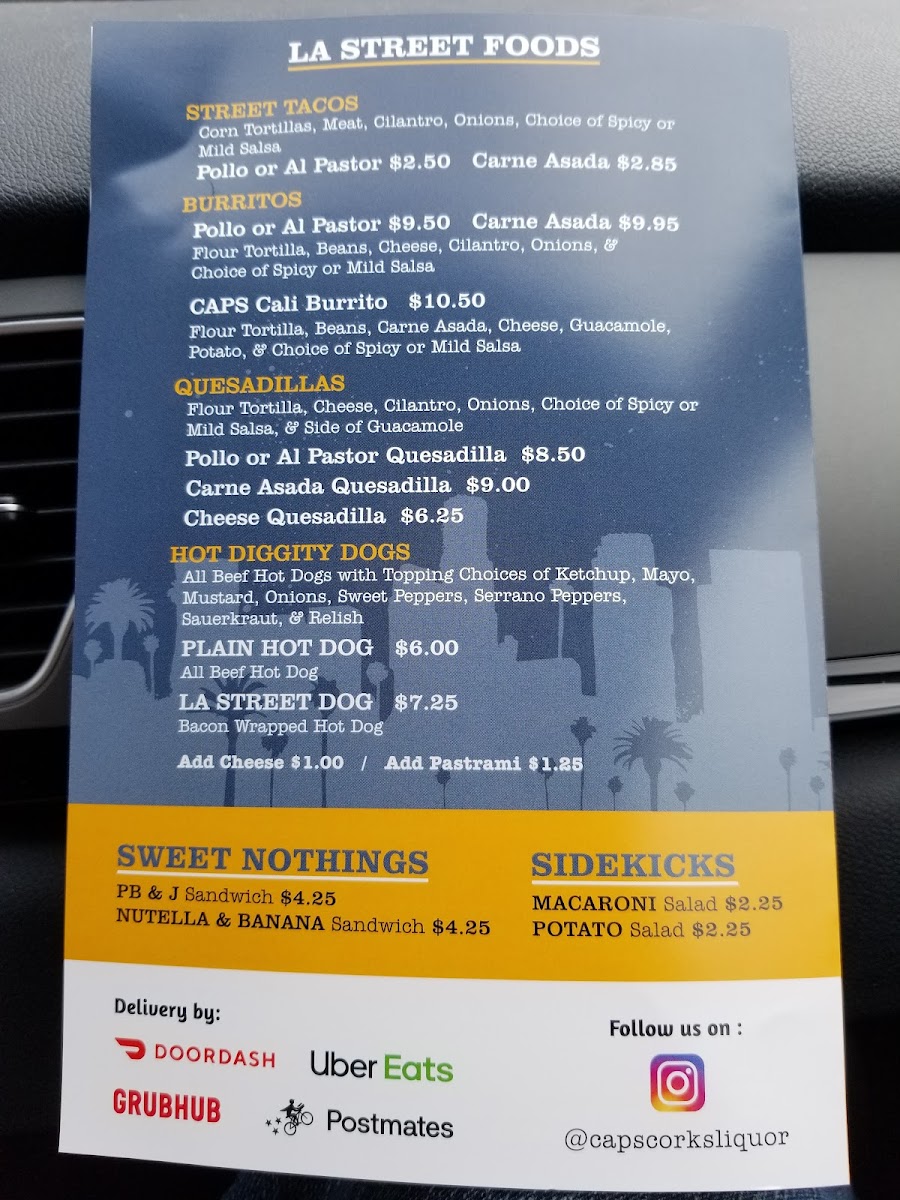 LA STREET FOODS
STREET TACOS
Corn Tortillas, Meat, Cilantro, Onions, Choice of Spicy or
Mild Salsa
Pollo or Al Pastor $2.50 Carne Asada $2.85
BURRITOS
Pollo or Al Pastor $9.50 Carne Asada $9.95
Flour Tortilla, Beans, Cheese, Cilantro, Onions, &
Choice of Spicy or Mild Salsa
CAPS Cali Burrito $10.50
Flour Tortilla, Beans, Carne Asada, Cheese, Guacamole,
Potato, & Choice of Spicy or Mild Salsa
QUESADILLAS
Flour Tortilla, Cheese, Cilantro, Onions, Choice of Spicy or
Mild Salsa, & Side of Guacamole
Pollo or Al Pastor Quesadilla $8.50
Carne Asada Quesadilla $9.00
Cheese Quesadilla $6.25
HOT DIGGITY DOGS
All Beef Hot Dogs with Topping Choices of Ketchup, Mayo,
Mustard, Onions, Sweet Peppers, Serrano Peppers,
Sauerkraut, & Relish
PLAIN HOT DOG $6.00
All Beef Hot Dog
LA STREET DOG $7.25
Bacon Wrapped Hot Dog
Add Cheese $1.00 / Add Pastrami $1.25
SWEET NOTHINGS
PB & J Sandwich $4.25
NUTELLA & BANANA Sandwich $4.25
SIDEKICKS
MACARONI Salad $2.25
POTATO Salad $2.25
Delivery by:
DOORDASH
Uber Eats
GRUBHUB
Postmates
Follow us on :
@capscorksliquor